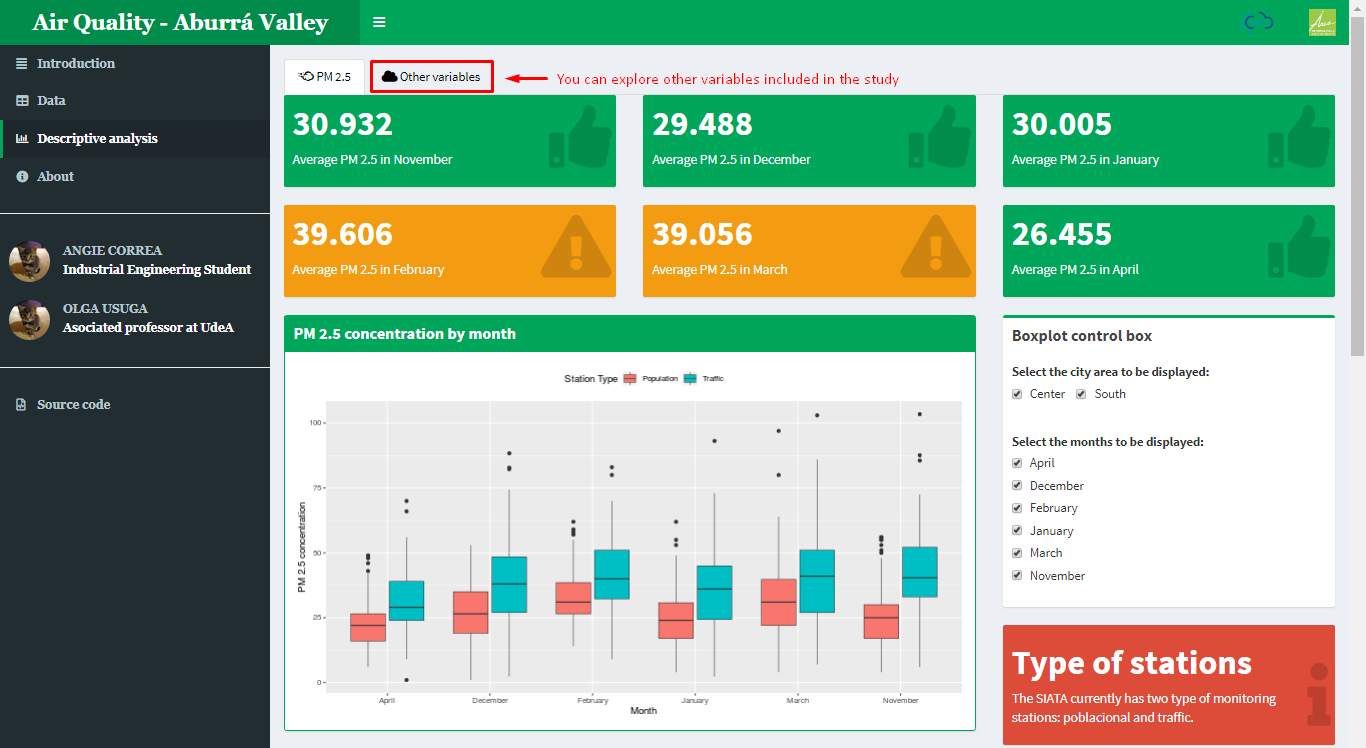 Air Quality - Aburrá Valley
Introduction
Data
Descriptive analysis
About
ANGIE CORREA
Industrial Engineering Student
OLGA USUGA
Asociated professor at UdeA
Source code
PM 2.5
Other variables
You can explore other variables included in the study
30.932
Average PM 2.5 in November
29.488
Average PM 2.5 in December
30.005
Average PM 2.5 in January
39.606
Average PM 2.5 in February
39.056
Average PM 2.5 in March
26.455
Average PM 2.5 in April
PM 2.5 concentration by month
Station Type Population Traffic
PM 2.5 concentration
100
75
50
25
0
April December February January March November
Month
Boxplot control box
Select the city area to be displayed:
Center South
Select the months to be displayed:
April
December
February
January
March
November
Type of stations
The SIATA currently has two type of monitoring
stations: poblacional and traffic.